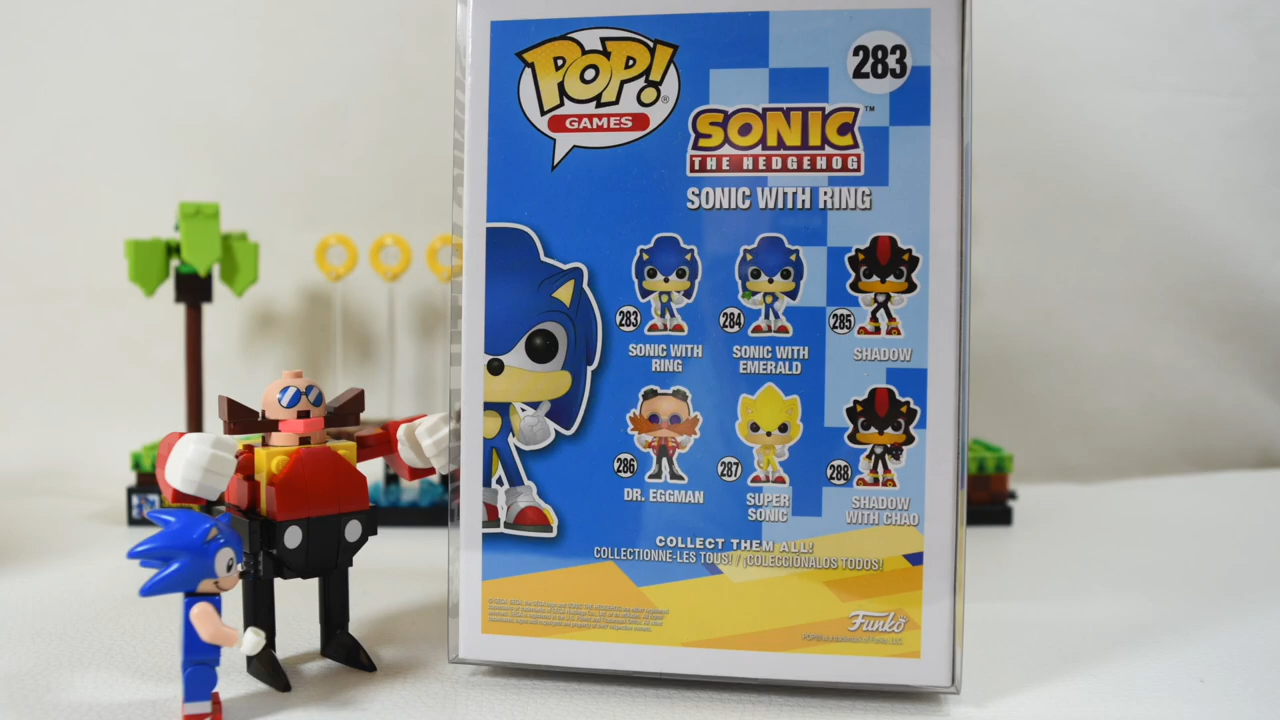 POP!
GAMES
283
SONIC
THE HEDGEHOG
SONIC WITH RING
283
SONIC WITH
RING
284
SONIC WITH
EMERALD
285
SHADOW
286
DR. EGGMAN
287
SUPER
SONIC
288
SHADOW
WITH CHAO
COLLECT THEM ALL!
COLLECTIONNE-LES TOUS! / ¡COLECCIÓNALOS TODOS!
Funko